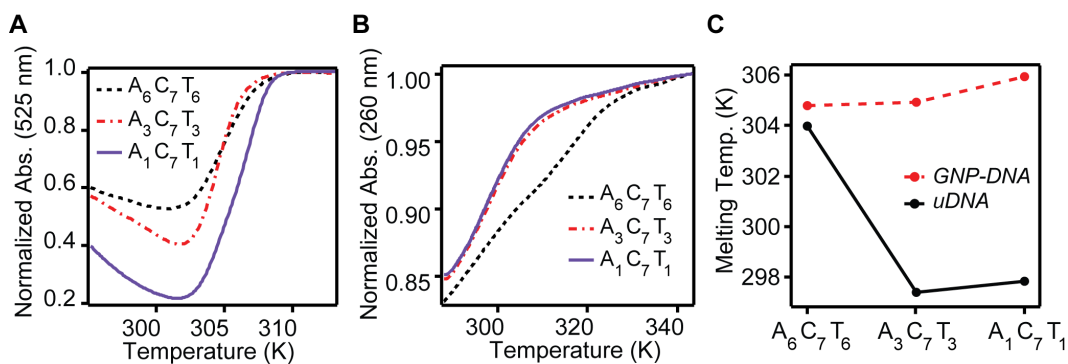 A
Normalized Abs. (525 nm)
1.0
0.8
0.6
0.4
0.2
A6C7T6
A3C7T3
A1C7T1
300
305
310
Temperature (K)
B
Normalized Abs. (260 nm)
1.00
0.95
0.90
0.85
A6C7T6
A3C7T3
A1C7T1
300
320
340
Temperature (K)
C
Melting Temp. (K)
306
304
302
300
298
GNP-DNA
uDNA
A6C7T6
A3C7T3
A1C7T1